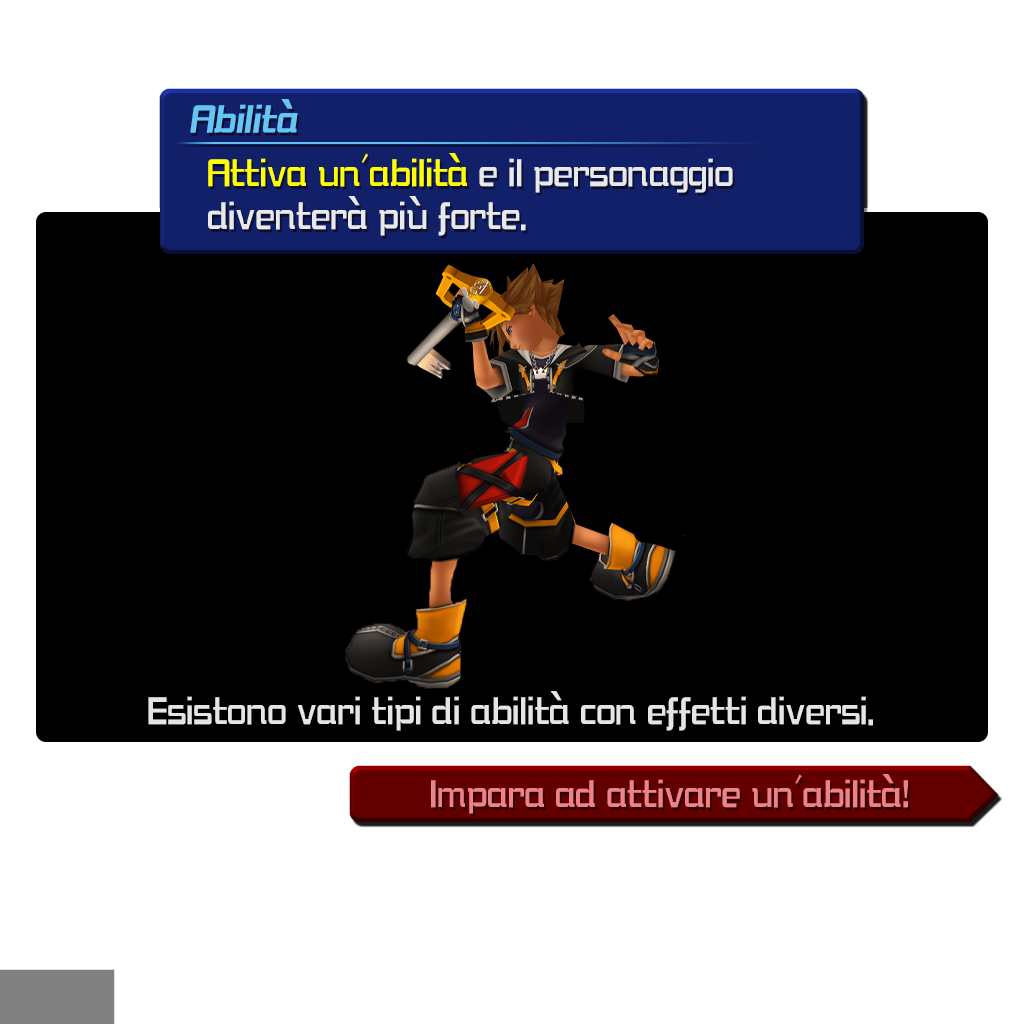 Abilità
Attiva un'abilità e il personaggio
diventerà più forte.
Esistono vari tipi di abilità con effetti diversi.
Impara ad attivare un'abilità!